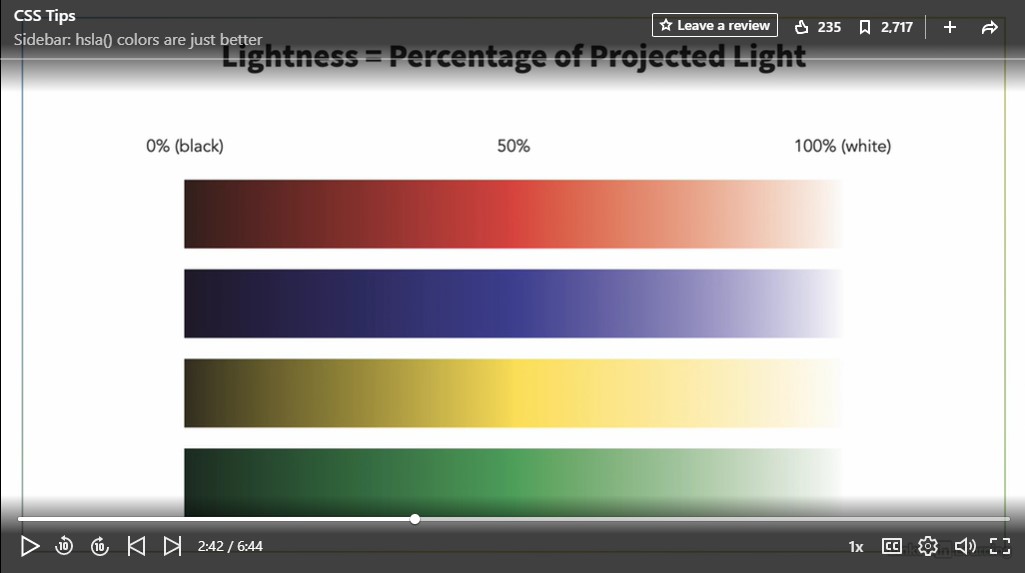 CSS Tips
Leave a review 235 2,717
Sidebar: hsla() colors are just better
Lightness = Percentage of Projected Light
0% (black) 50% 100% (white)
2:42 / 6:44 1x CC
10 10